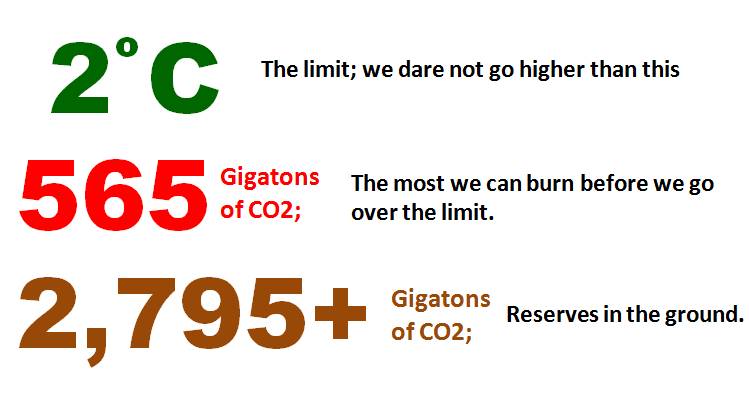 2°C The limit; we dare not go higher than this
565 Gigatons
of CO2; The most we can burn before we go
over the limit.
2,795+ Gigatons
of CO2; Reserves in the ground.